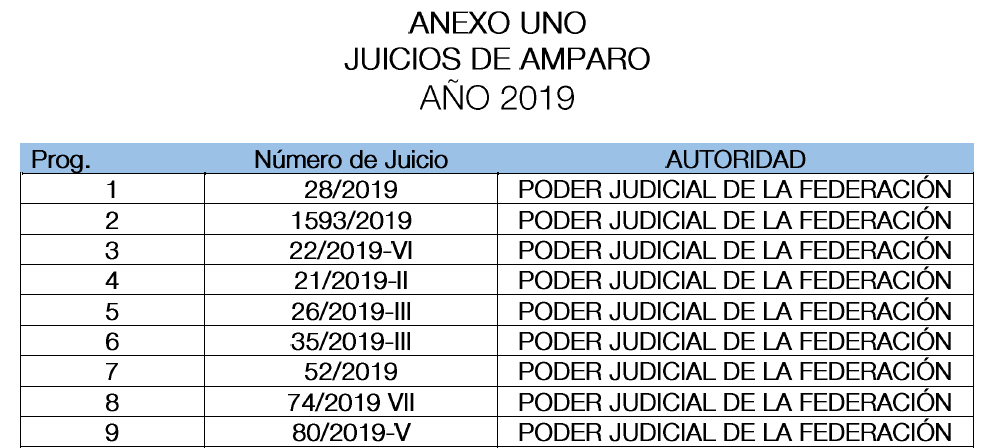 ANEXO UNO
JUICIOS DE AMPARO
AÑO 2019
Prog. Número de Juicio AUTORIDAD
1 28/2019 PODER JUDICIAL DE LA FEDERACIÓN
2 1593/2019 PODER JUDICIAL DE LA FEDERACIÓN
3 22/2019-VI PODER JUDICIAL DE LA FEDERACIÓN
4 21/2019-II PODER JUDICIAL DE LA FEDERACIÓN
5 26/2019-III PODER JUDICIAL DE LA FEDERACIÓN
6 35/2019-III PODER JUDICIAL DE LA FEDERACIÓN
7 52/2019 PODER JUDICIAL DE LA FEDERACIÓN
8 74/2019 VII PODER JUDICIAL DE LA FEDERACIÓN
9 80/2019-V PODER JUDICIAL DE LA FEDERACIÓN